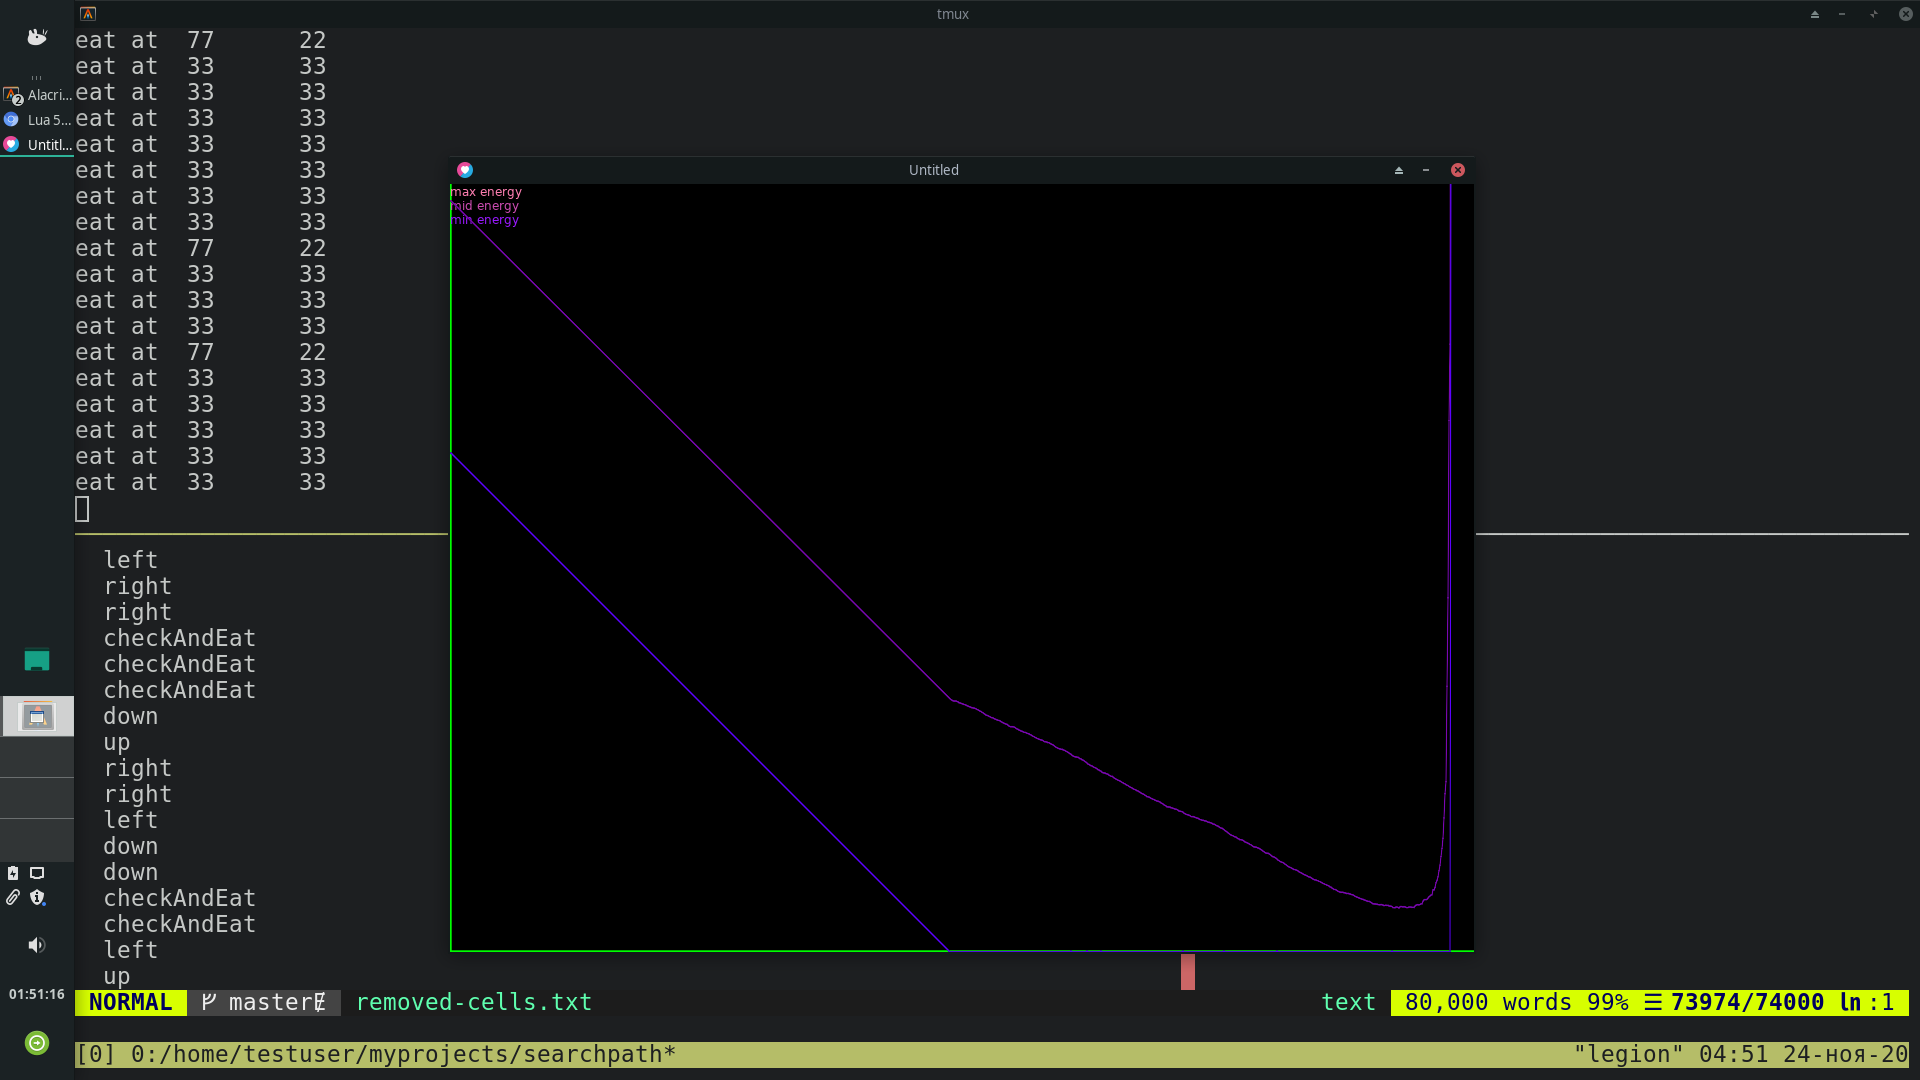 tmux
Alacri...
2
Lua 5...
Untitl...
eat at 77 22
eat at 33 33
eat at 33 33
eat at 33 33
eat at 33 33
eat at 33 33
eat at 33 33
eat at 33 33
eat at 77 22
eat at 33 33
eat at 33 33
eat at 33 33
eat at 77 22
eat at 33 33
eat at 33 33
eat at 33 33
eat at 33 33
eat at 33 33
Untitled
max energy
mid energy
min energy
left
right
right
checkAndEat
checkAndEat
checkAndEat
down
up
right
right
left
down
down
checkAndEat
checkAndEat
left
up
01:51:16
NORMAL master removed-cells.txt text 80,000 words 99% ☰ 73974/74000 ln :1
[0] 0:/home/testuser/myprojects/searchpath* "legion" 04:51 24-ноя-20